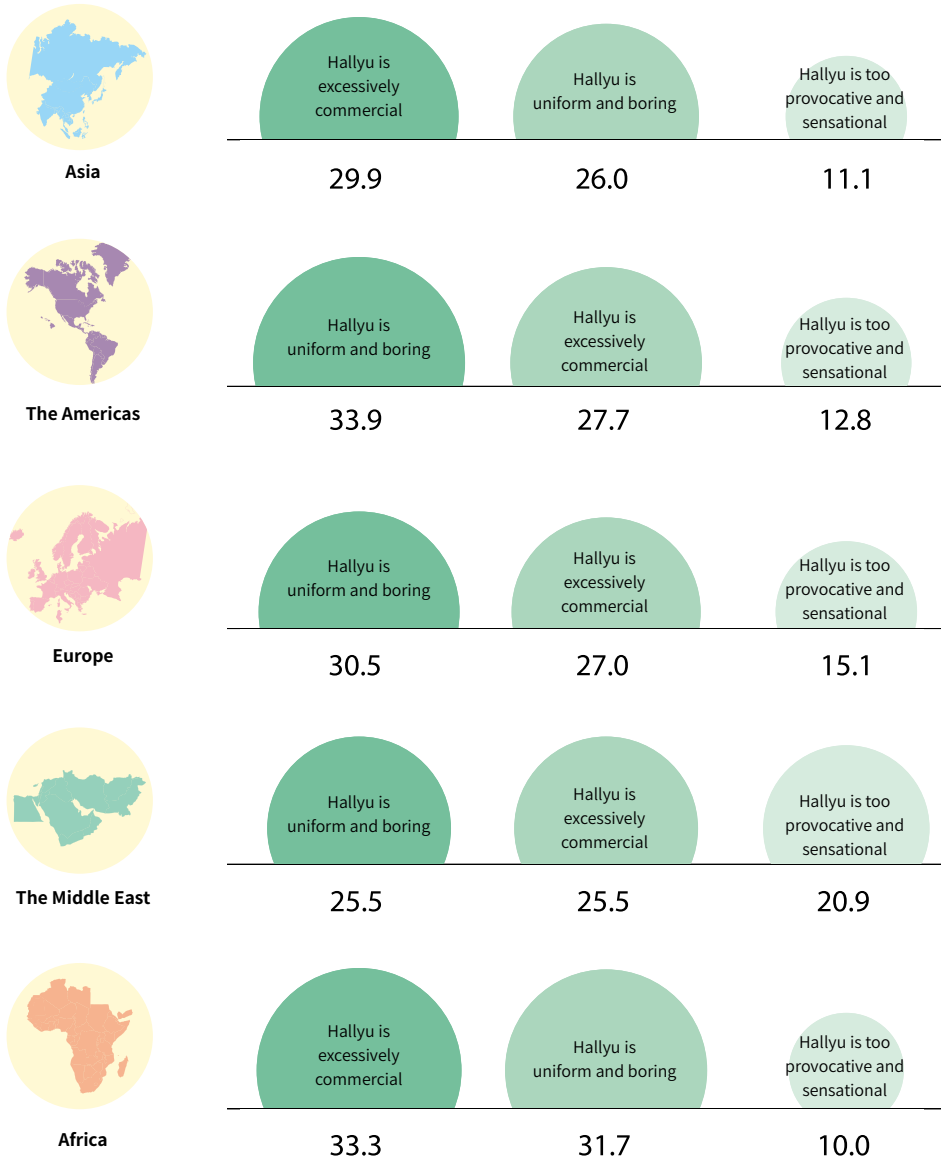 Hallyu is
excessively
commercial
Hallyu is
uniform and boring
Hallyu is too
provocative and
sensational
Asia
29.9
26.0
11.1
Hallyu is
uniform and boring
Hallyu is
excessively
commercial
Hallyu is too
provocative and
sensational
The Americas
33.9
27.7
12.8
Hallyu is
uniform and boring
Hallyu is
excessively
commercial
Hallyu is too
provocative and
sensational
Europe
30.5
27.0
15.1
Hallyu is
uniform and boring
Hallyu is
excessively
commercial
Hallyu is too
provocative and
sensational
The Middle East
25.5
25.5
20.9
Hallyu is
excessively
commercial
Hallyu is
uniform and boring
Hallyu is too
provocative and
sensational
Africa
33.3
31.7
10.0